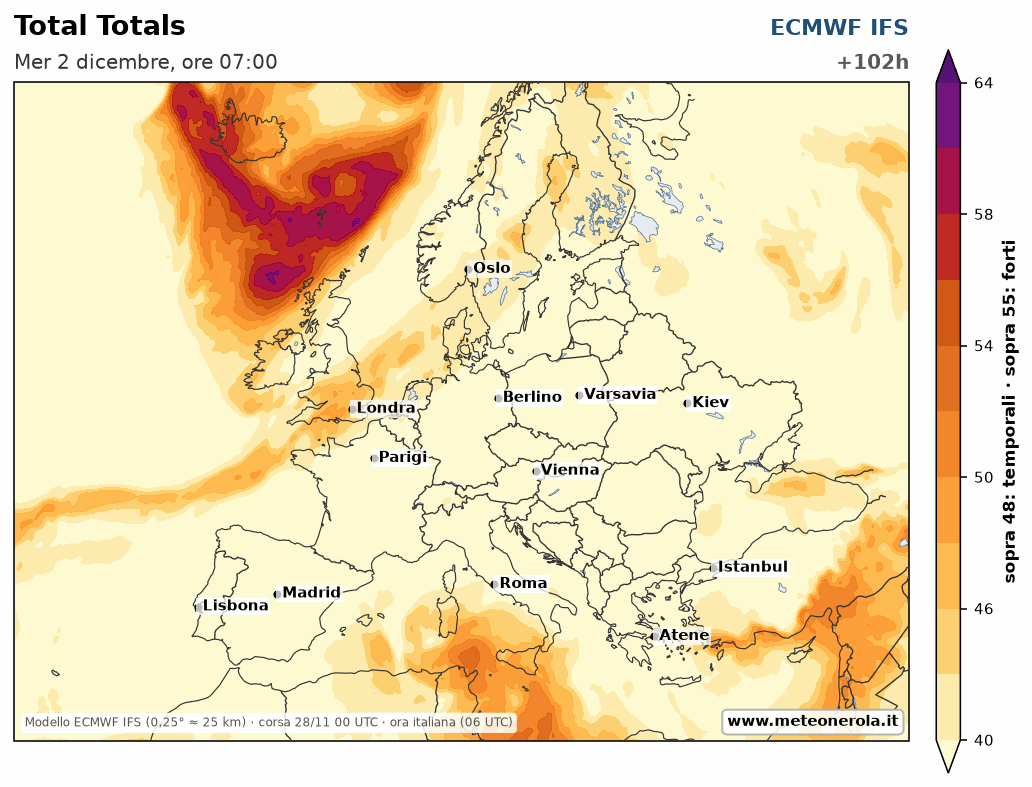 Total Totals
ECMWF IFS
Mer 2 dicembre, ore 07:00
+102h
64
58
54
50
46
40
sopra 48: temporali · sopra 55: forti
Oslo
Berlino
Varsavia
Kiev
Londra
Parigi
Vienna
Istanbul
Roma
Madrid
Lisbona
Atene
Modello ECMWF IFS (0,25° ≈ 25 km) · corsa 28/11 00 UTC · ora italiana (06 UTC)
www.meteonerola.it